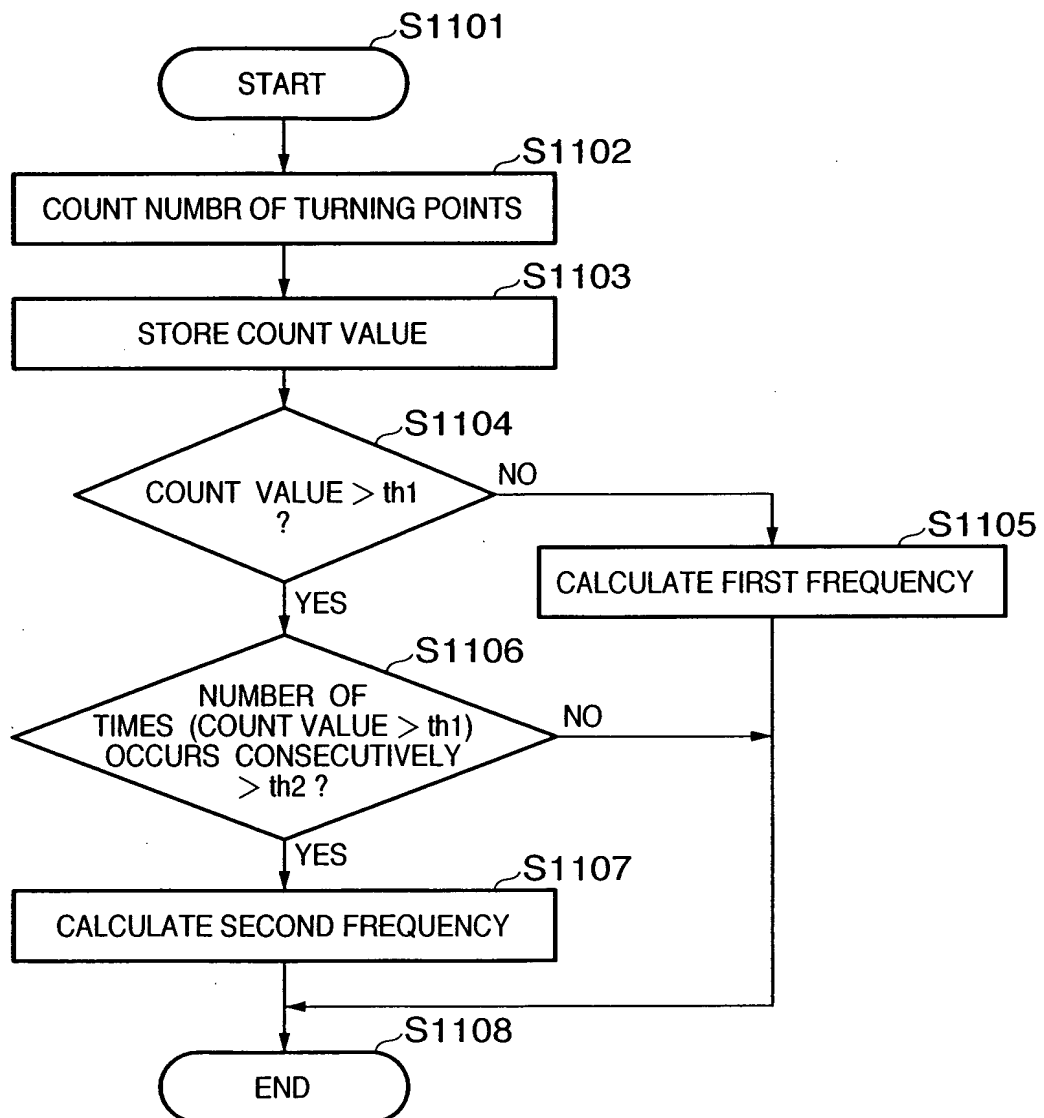 S1101
START
S1102
COUNT NUMBR OF TURNING POINTS
S1103
STORE COUNT VALUE
S1104
COUNT VALUE > th1
?
NO
S1105
CALCULATE FIRST FREQUENCY
YES
S1106
NUMBER OF
TIMES (COUNT VALUE > th1)
OCCURS CONSECUTIVELY
> th2 ?
NO
YES
S1107
CALCULATE SECOND FREQUENCY
S1108
END